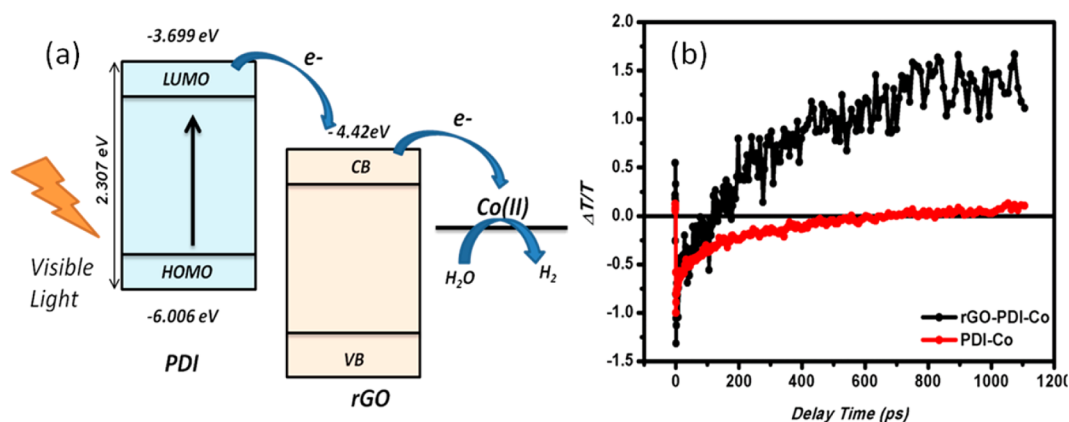 (a)
-3.699 eV
LUMO
e-
2.307 eV
-4.42eV
e-
CB
Co(II)
Visible
Light
HOMO
H2O
H2
-6.006 eV
VB
PDI
rGO
(b)
2.0
1.5
1.0
0.5
0.0
-0.5
-1.0
-1.5
ΔT/T
rGO-PDI-Co
PDI-Co
0 200 400 600 800 1000 1200
Delay Time (ps)